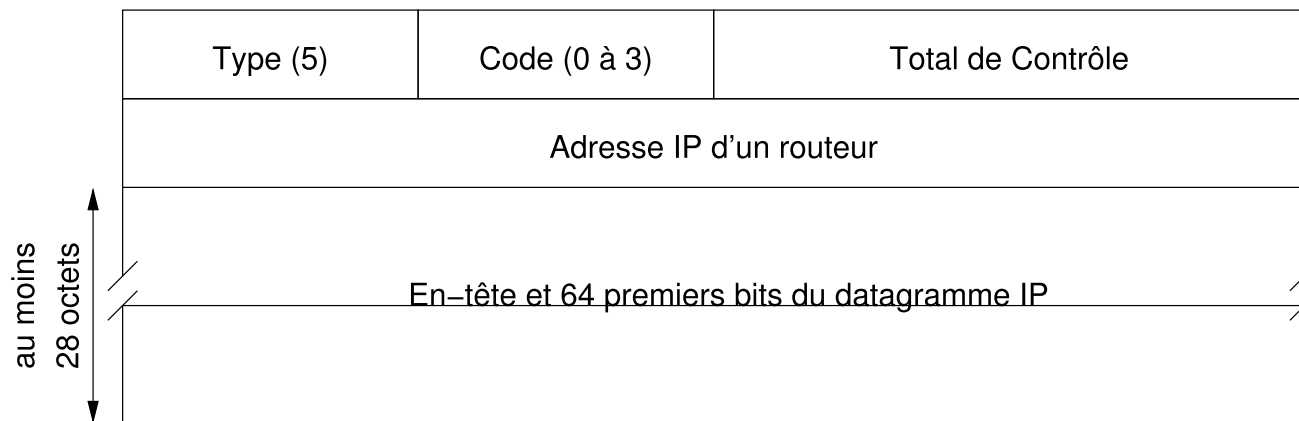 Type (5)
Code (0 à 3)
Total de Contrôle
Adresse IP d'un routeur
au moins
28 octets
En−tête et 64 premiers bits du datagramme IP